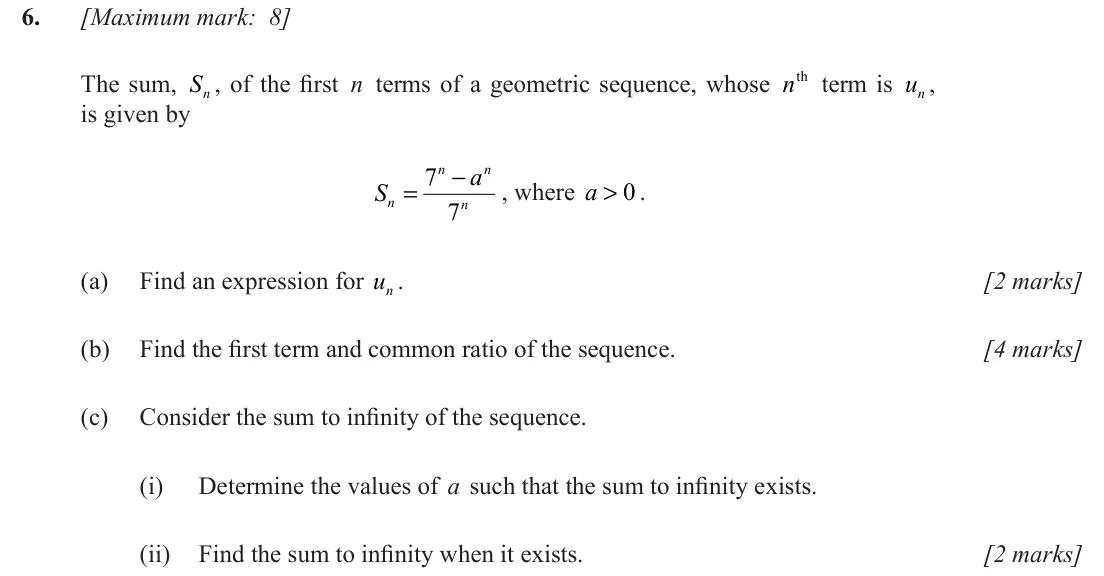 6. [Maximum mark: 8]
The sum, Sₙ, of the first n terms of a geometric sequence, whose nᵗʰ term is uₙ,
is given by
Sₙ = (7ⁿ − aⁿ)/7ⁿ, where a > 0.
(a) Find an expression for uₙ. [2 marks]
(b) Find the first term and common ratio of the sequence. [4 marks]
(c) Consider the sum to infinity of the sequence.
(i) Determine the values of a such that the sum to infinity exists.
(ii) Find the sum to infinity when it exists. [2 marks]